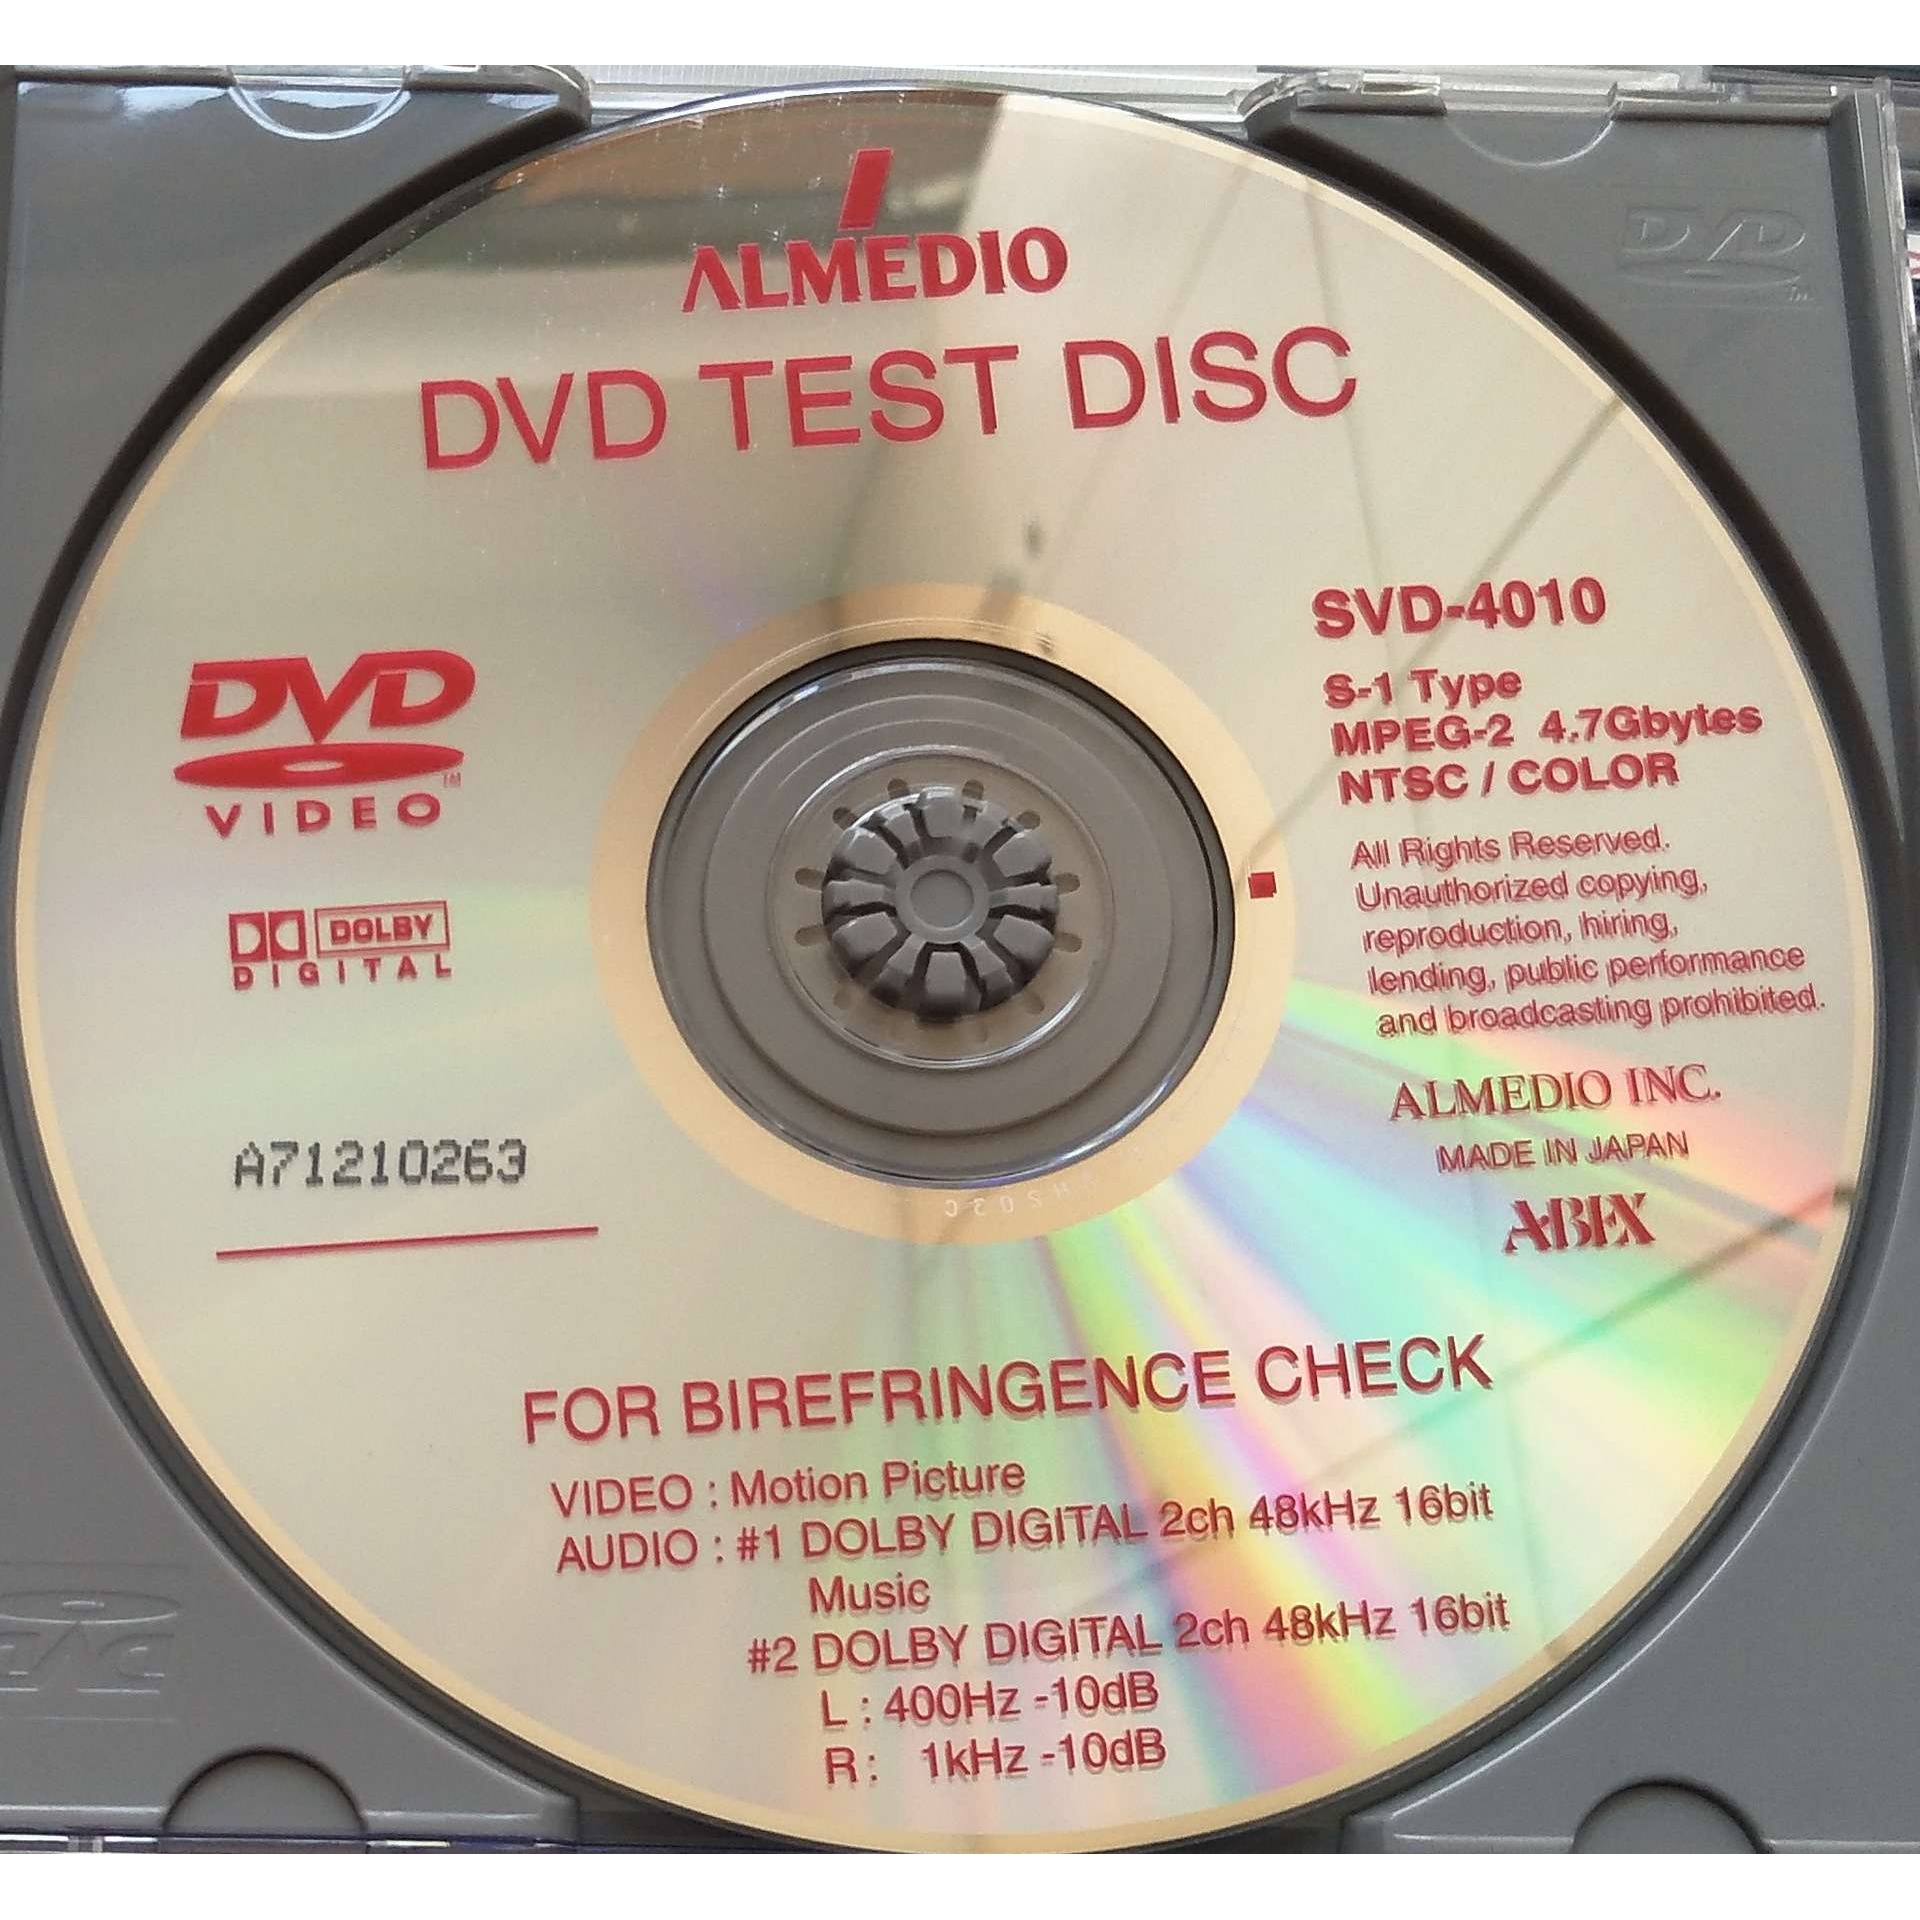 ALMEDIO
DVD TEST DISC
DVD
VIDEO
TM
DOLBY
DIGITAL
A71210263
SVD-4010
S-1 Type
MPEG-2 4.7Gbytes
NTSC / COLOR
All Rights Reserved.
Unauthorized copying,
reproduction, hiring,
lending, public performance
and broadcasting prohibited.
ALMEDIO INC.
MADE IN JAPAN
ABEX
FOR BIREFRINGENCE CHECK
VIDEO : Motion Picture
AUDIO : #1 DOLBY DIGITAL 2ch 48kHz 16bit
Music
#2 DOLBY DIGITAL 2ch 48kHz 16bit
L : 400Hz -10dB
R : 1kHz -10dB
DVD
DVD